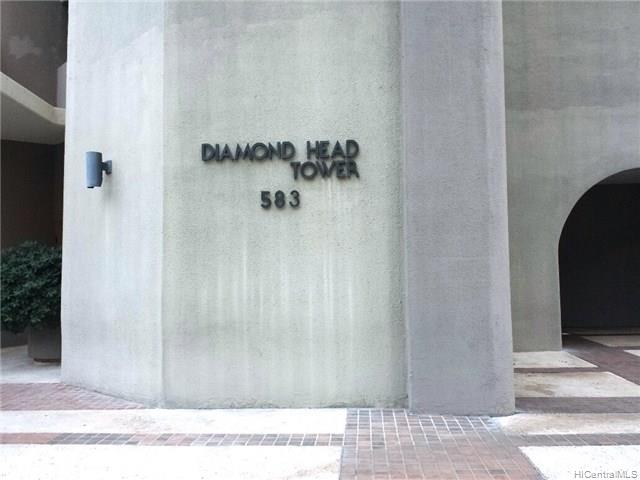 DIAMOND HEAD
TOWER
583
HiCentralMLS